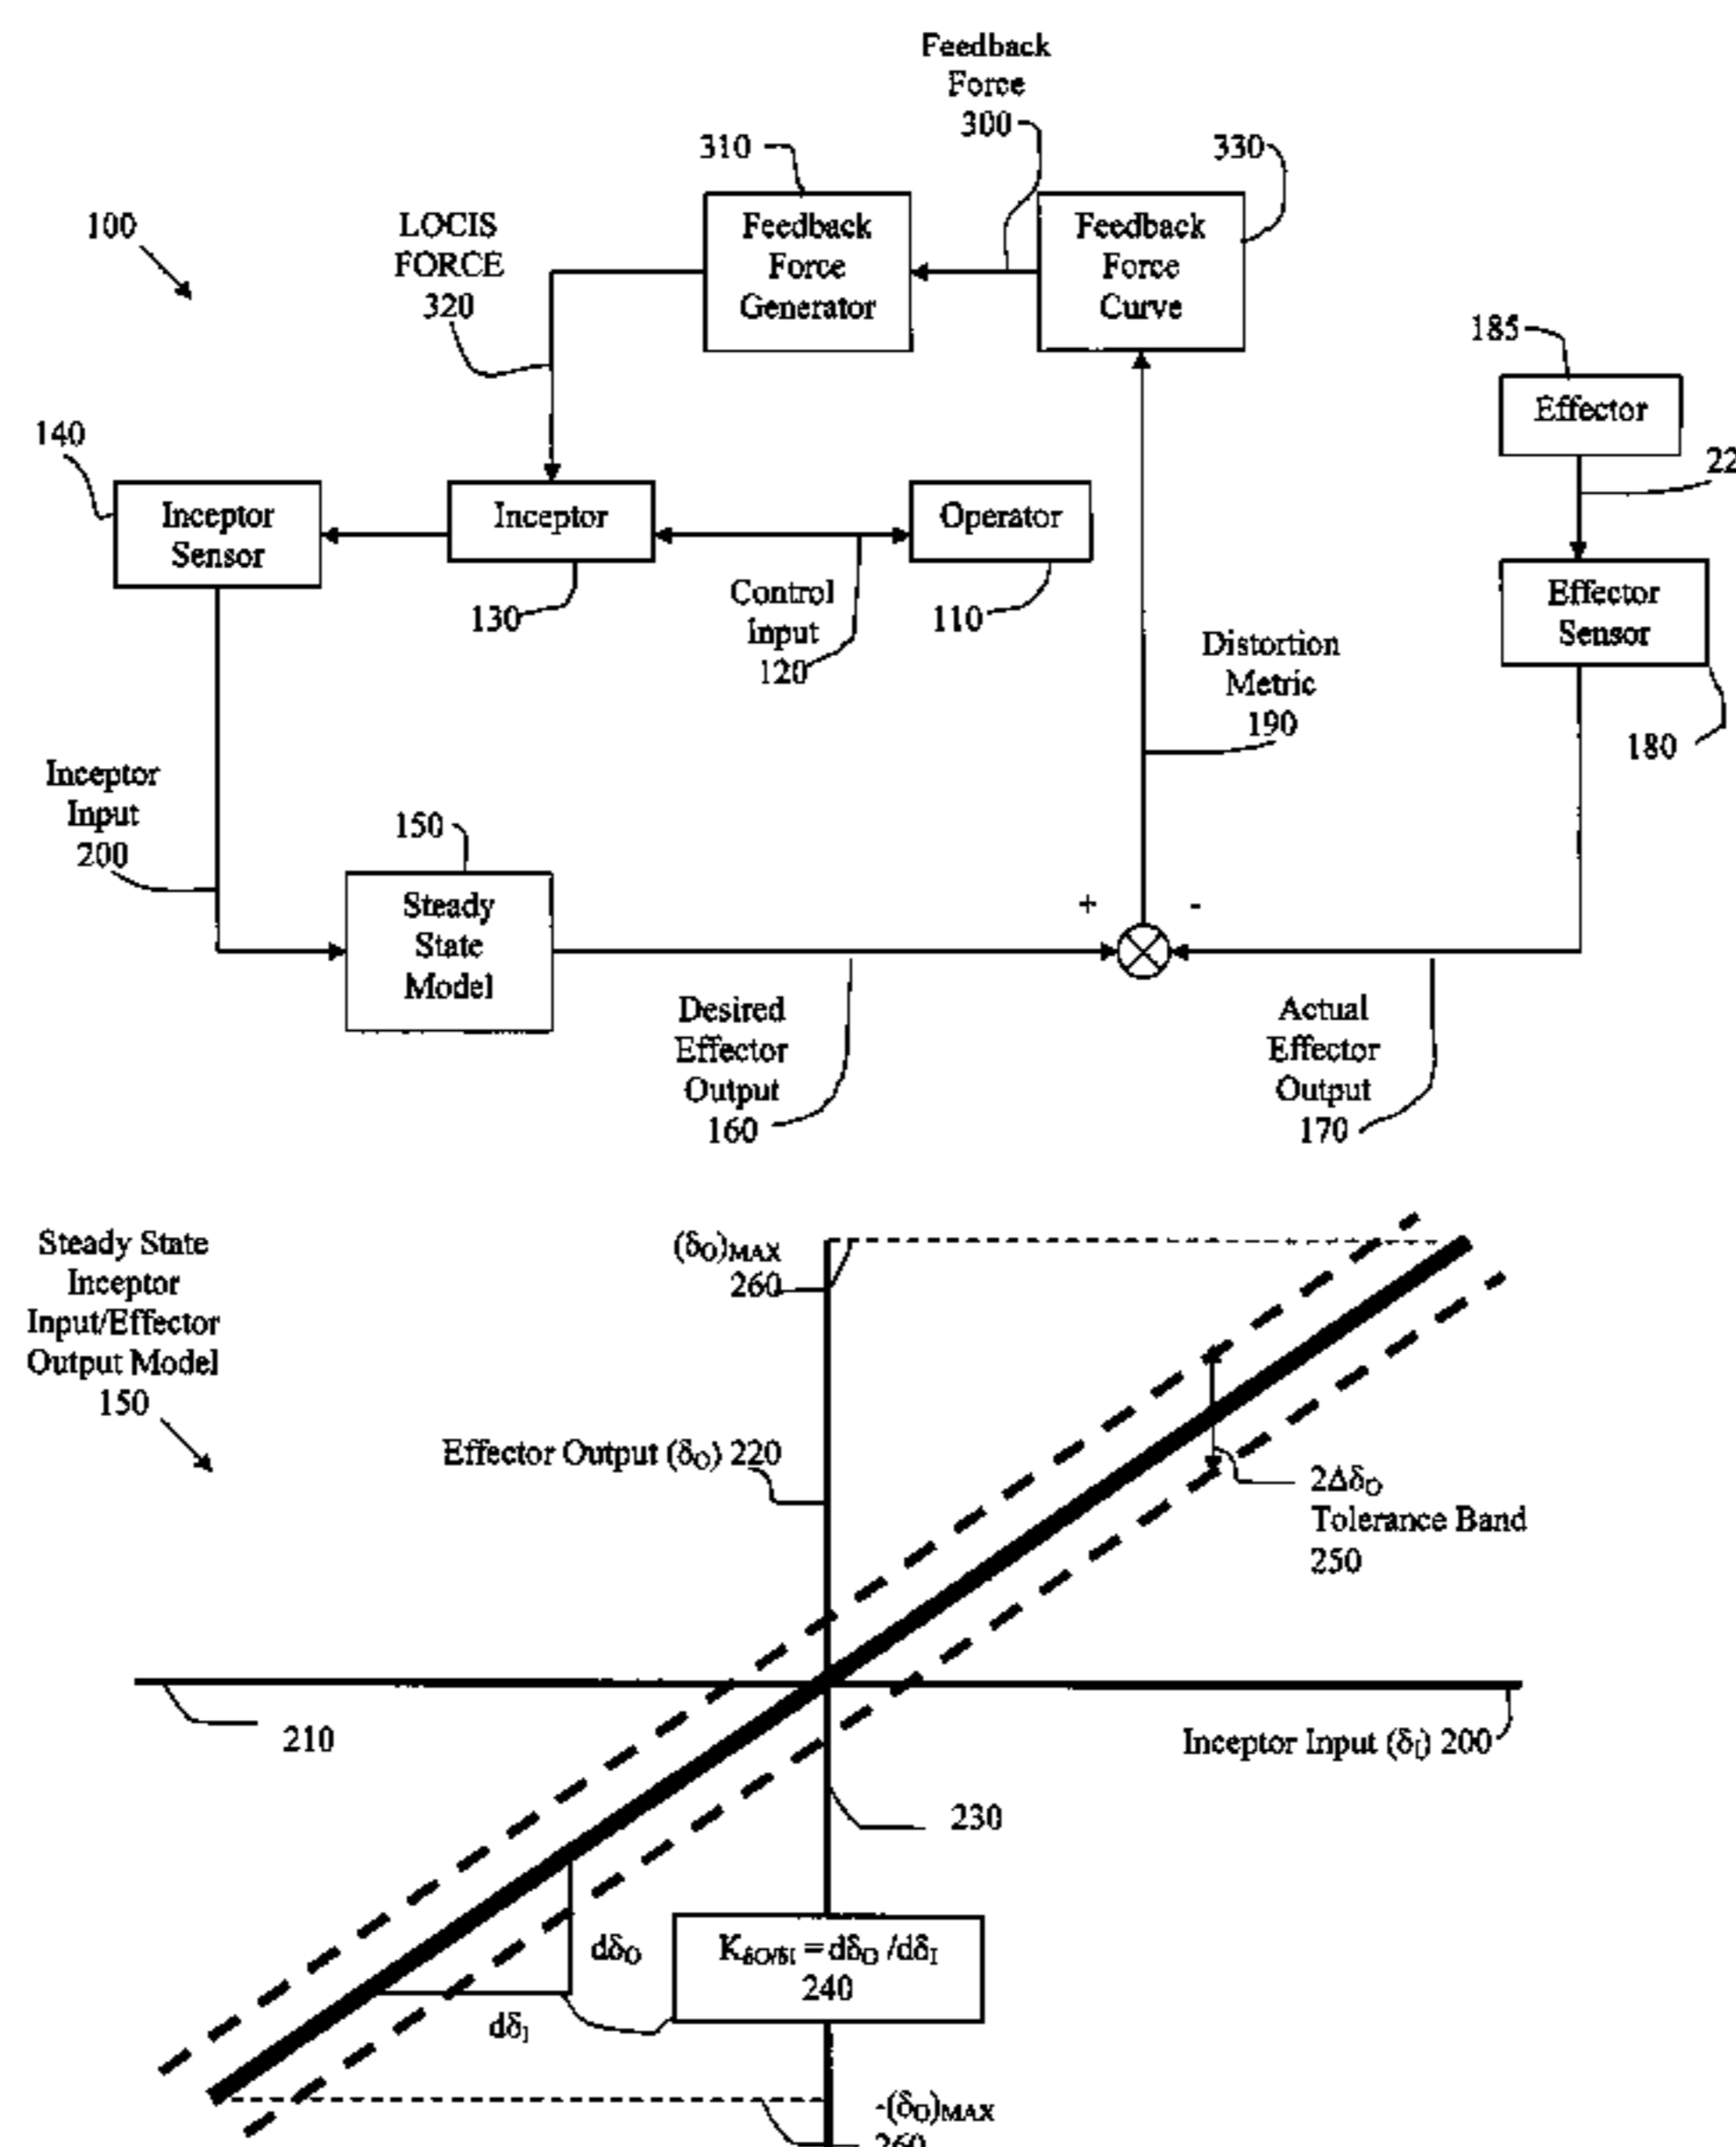 Feedback
Force
300
310
330
100
LOCIS
FORCE
320
Feedback
Force
Generator
Feedback
Force
Curve
185
Effector
140
22
Inceptor
Sensor
Inceptor
Operator
Effector
Sensor
130
Control
Input
120
110
Distortion
Metric
190
180
Inceptor
Input
200
150
Steady
State
Model
+
-
Desired
Effector
Output
160
Actual
Effector
Output
170
Steady State
Inceptor
Input/Effector
Output Model
150
(δO)MAX
260
Effector Output (δO) 220
2ΔδO
Tolerance Band
250
210
Inceptor Input (δI) 200
230
dδO
KδO/δI = dδO /dδI
240
dδI
-(δO)MAX
260